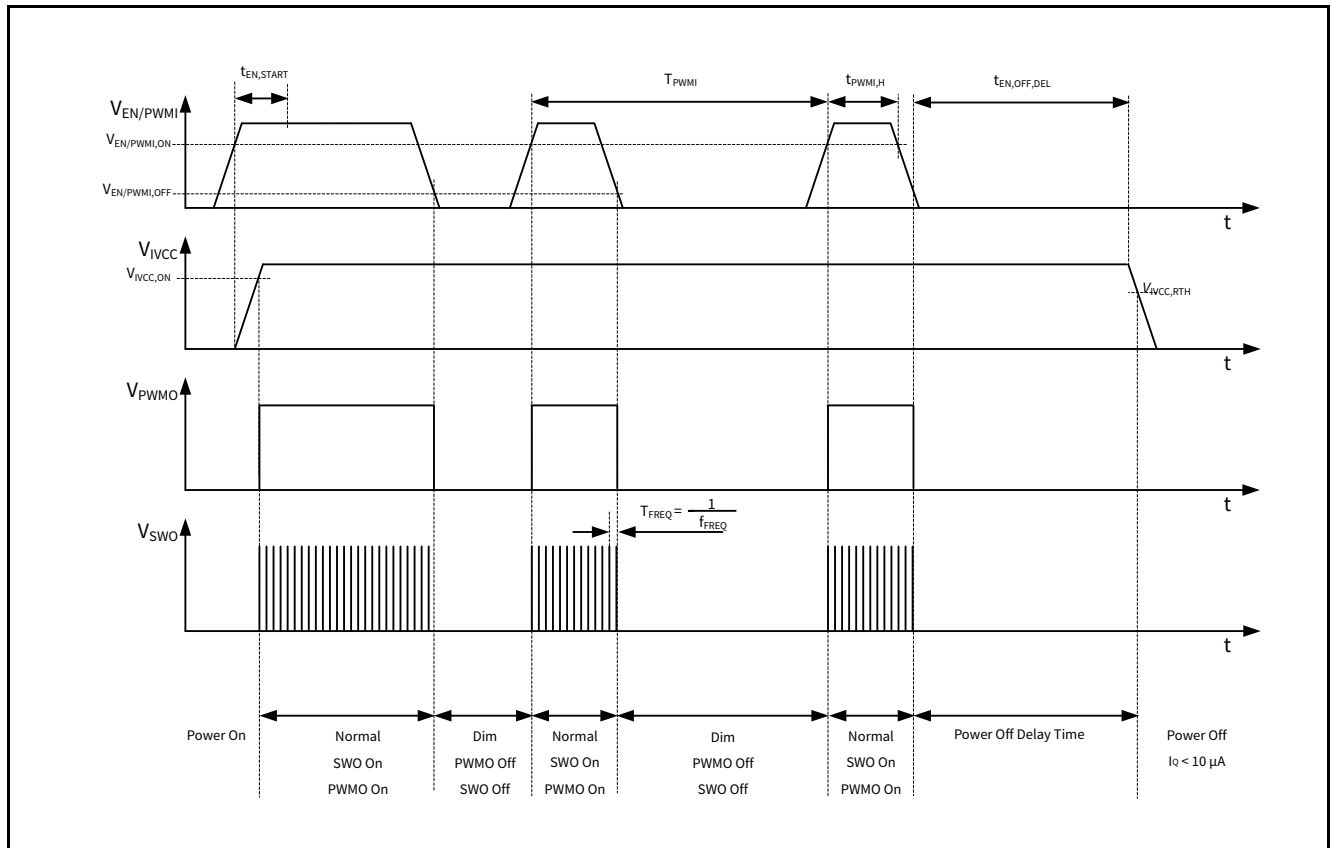 tEN,START
TPWMI
tPWMI,H
tEN,OFF,DEL
VEN/PWMI
VEN/PWMI,ON
VEN/PWMI,OFF
t
VIVCC
VIVCC,ON
VIVCC,RTH
t
VPWMO
t
TFREQ = 1
fFREQ
VSWO
t
Power On
Normal
SWO On
PWMO On
Dim
PWMO Off
SWO Off
Normal
SWO On
PWMO On
Dim
PWMO Off
SWO Off
Normal
SWO On
PWMO On
Power Off Delay Time
Power Off
IQ < 10 µA